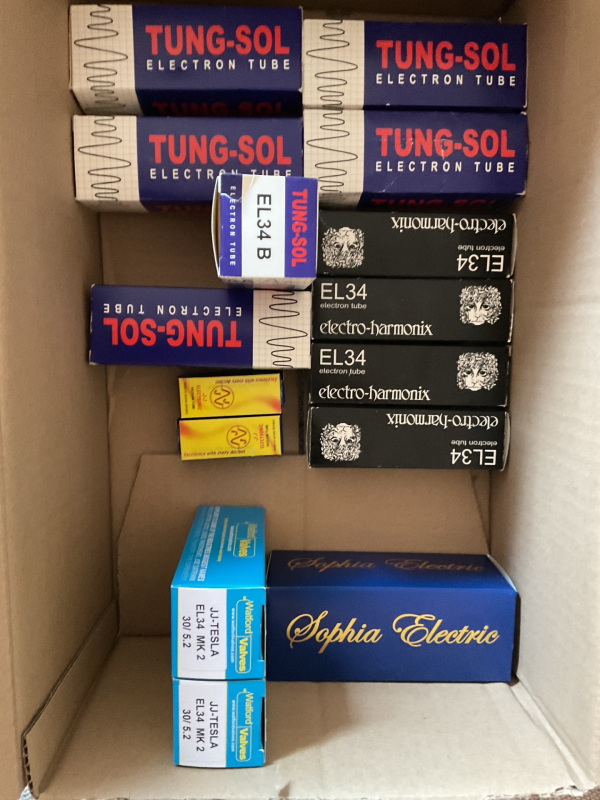 TUNG-SOL
ELECTRON TUBE
TUNG-SOL
ELECTRON TUBE
TUNG-SOL
ELECTRON TUBE
TUNG-SOL
ELECTRON TUBE
TUNG-SOL
EL34 B
ELECTRON TUBE
electro-harmonix
electron tube
EL34
EL34
electron tube
electro-harmonix
TUNG-SOL
ELECTRON TUBE
EL34
electron tube
electro-harmonix
electro-harmonix
electron tube
EL34
Sophia Electric
Sophia Electric
Watford Valves
JJ-TESLA
EL34 MK 2
30/ 5.2
Watford Valves
JJ-TESLA
EL34 MK 2
30/ 5.2